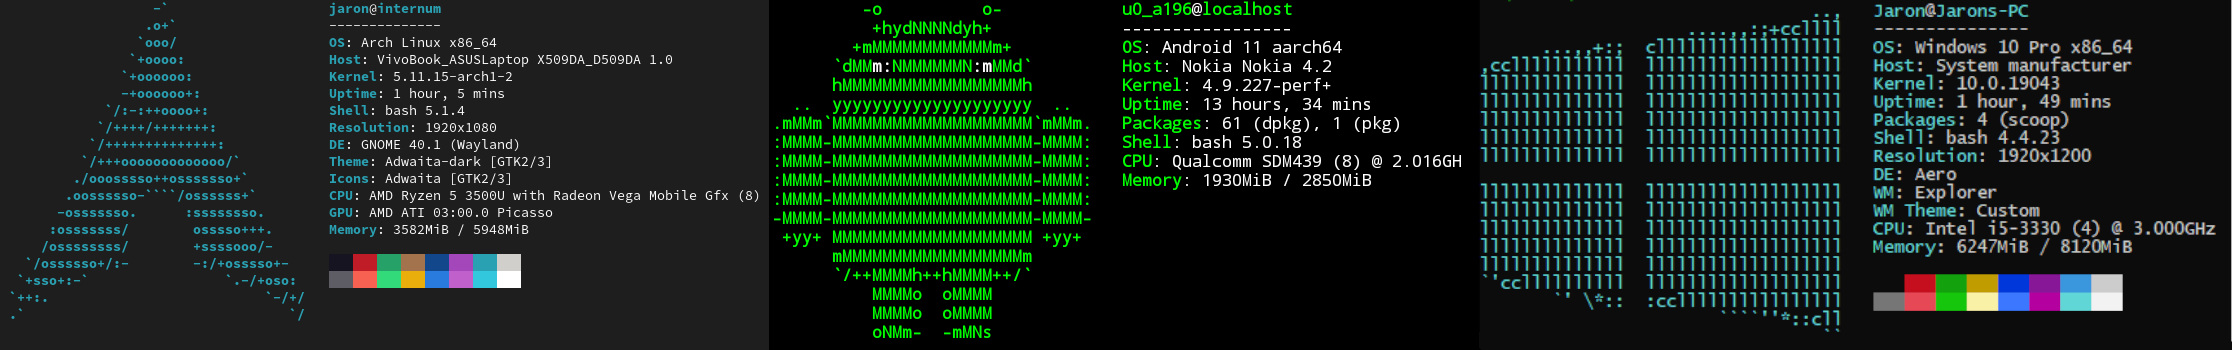 jaron@internum
--------------
OS: Arch Linux x86_64
Host: VivoBook_ASUSLaptop X509DA_D509DA 1.0
Kernel: 5.11.15-arch1-2
Uptime: 1 hour, 5 mins
Shell: bash 5.1.4
Resolution: 1920x1080
DE: GNOME 40.1 (Wayland)
Theme: Adwaita-dark [GTK2/3]
Icons: Adwaita [GTK2/3]
CPU: AMD Ryzen 5 3500U with Radeon Vega Mobile Gfx (8)
GPU: AMD ATI 03:00.0 Picasso
Memory: 3582MiB / 5948MiB
u0_a196@localhost
-----------------
OS: Android 11 aarch64
Host: Nokia Nokia 4.2
Kernel: 4.9.227-perf+
Uptime: 13 hours, 34 mins
Packages: 61 (dpkg), 1 (pkg)
Shell: bash 5.0.18
CPU: Qualcomm SDM439 (8) @ 2.016GH
Memory: 1930MiB / 2850MiB
Jaron@Jarons-PC
---------------
OS: Windows 10 Pro x86_64
Host: System manufacturer
Kernel: 10.0.19043
Uptime: 1 hour, 49 mins
Packages: 4 (scoop)
Shell: bash 4.4.23
Resolution: 1920x1200
DE: Aero
WM: Explorer
WM Theme: Custom
CPU: Intel i5-3330 (4) @ 3.000GHz
Memory: 6247MiB / 8120MiB